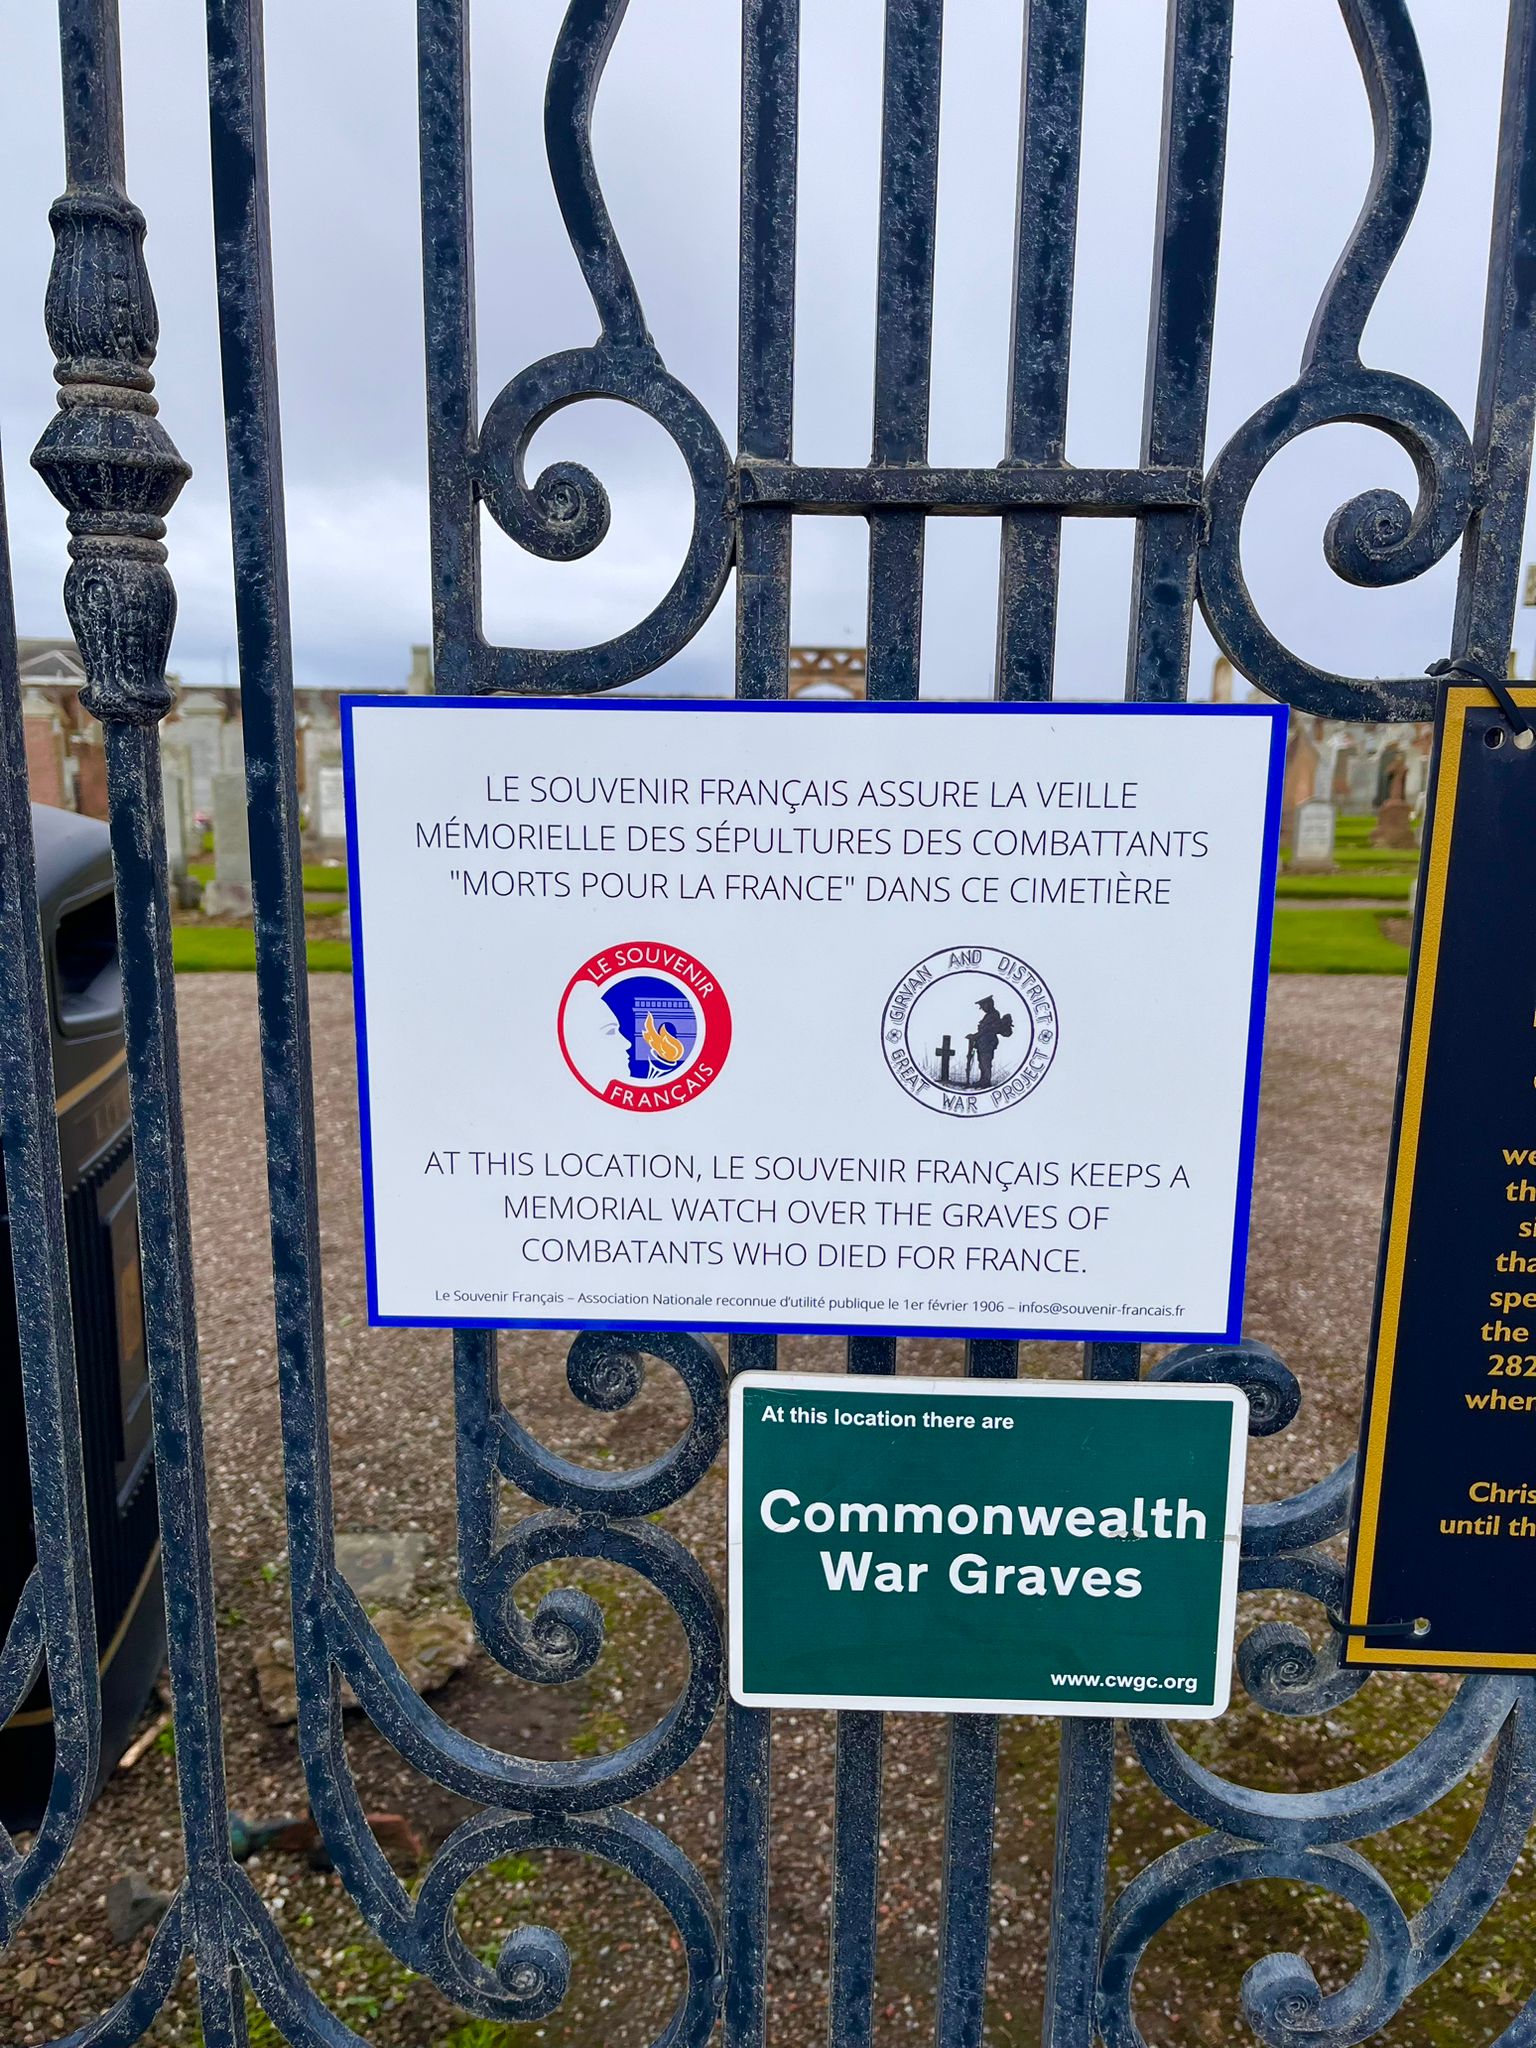 LE SOUVENIR FRANÇAIS ASSURE LA VEILLE
MÉMORIELLE DES SÉPULTURES DES COMBATTANTS
"MORTS POUR LA FRANCE" DANS CE CIMETIÈRE
LE SOUVENIR
FRANÇAIS
GIRVAN AND DISTRICT
GREAT WAR PROJECT
AT THIS LOCATION, LE SOUVENIR FRANÇAIS KEEPS A
MEMORIAL WATCH OVER THE GRAVES OF
COMBATANTS WHO DIED FOR FRANCE.
Le Souvenir Français – Association Nationale reconnue d'utilité publique le 1er février 1906 – infos@souvenir-francais.fr
At this location there are
Commonwealth
War Graves
www.cwgc.org
the
282
until